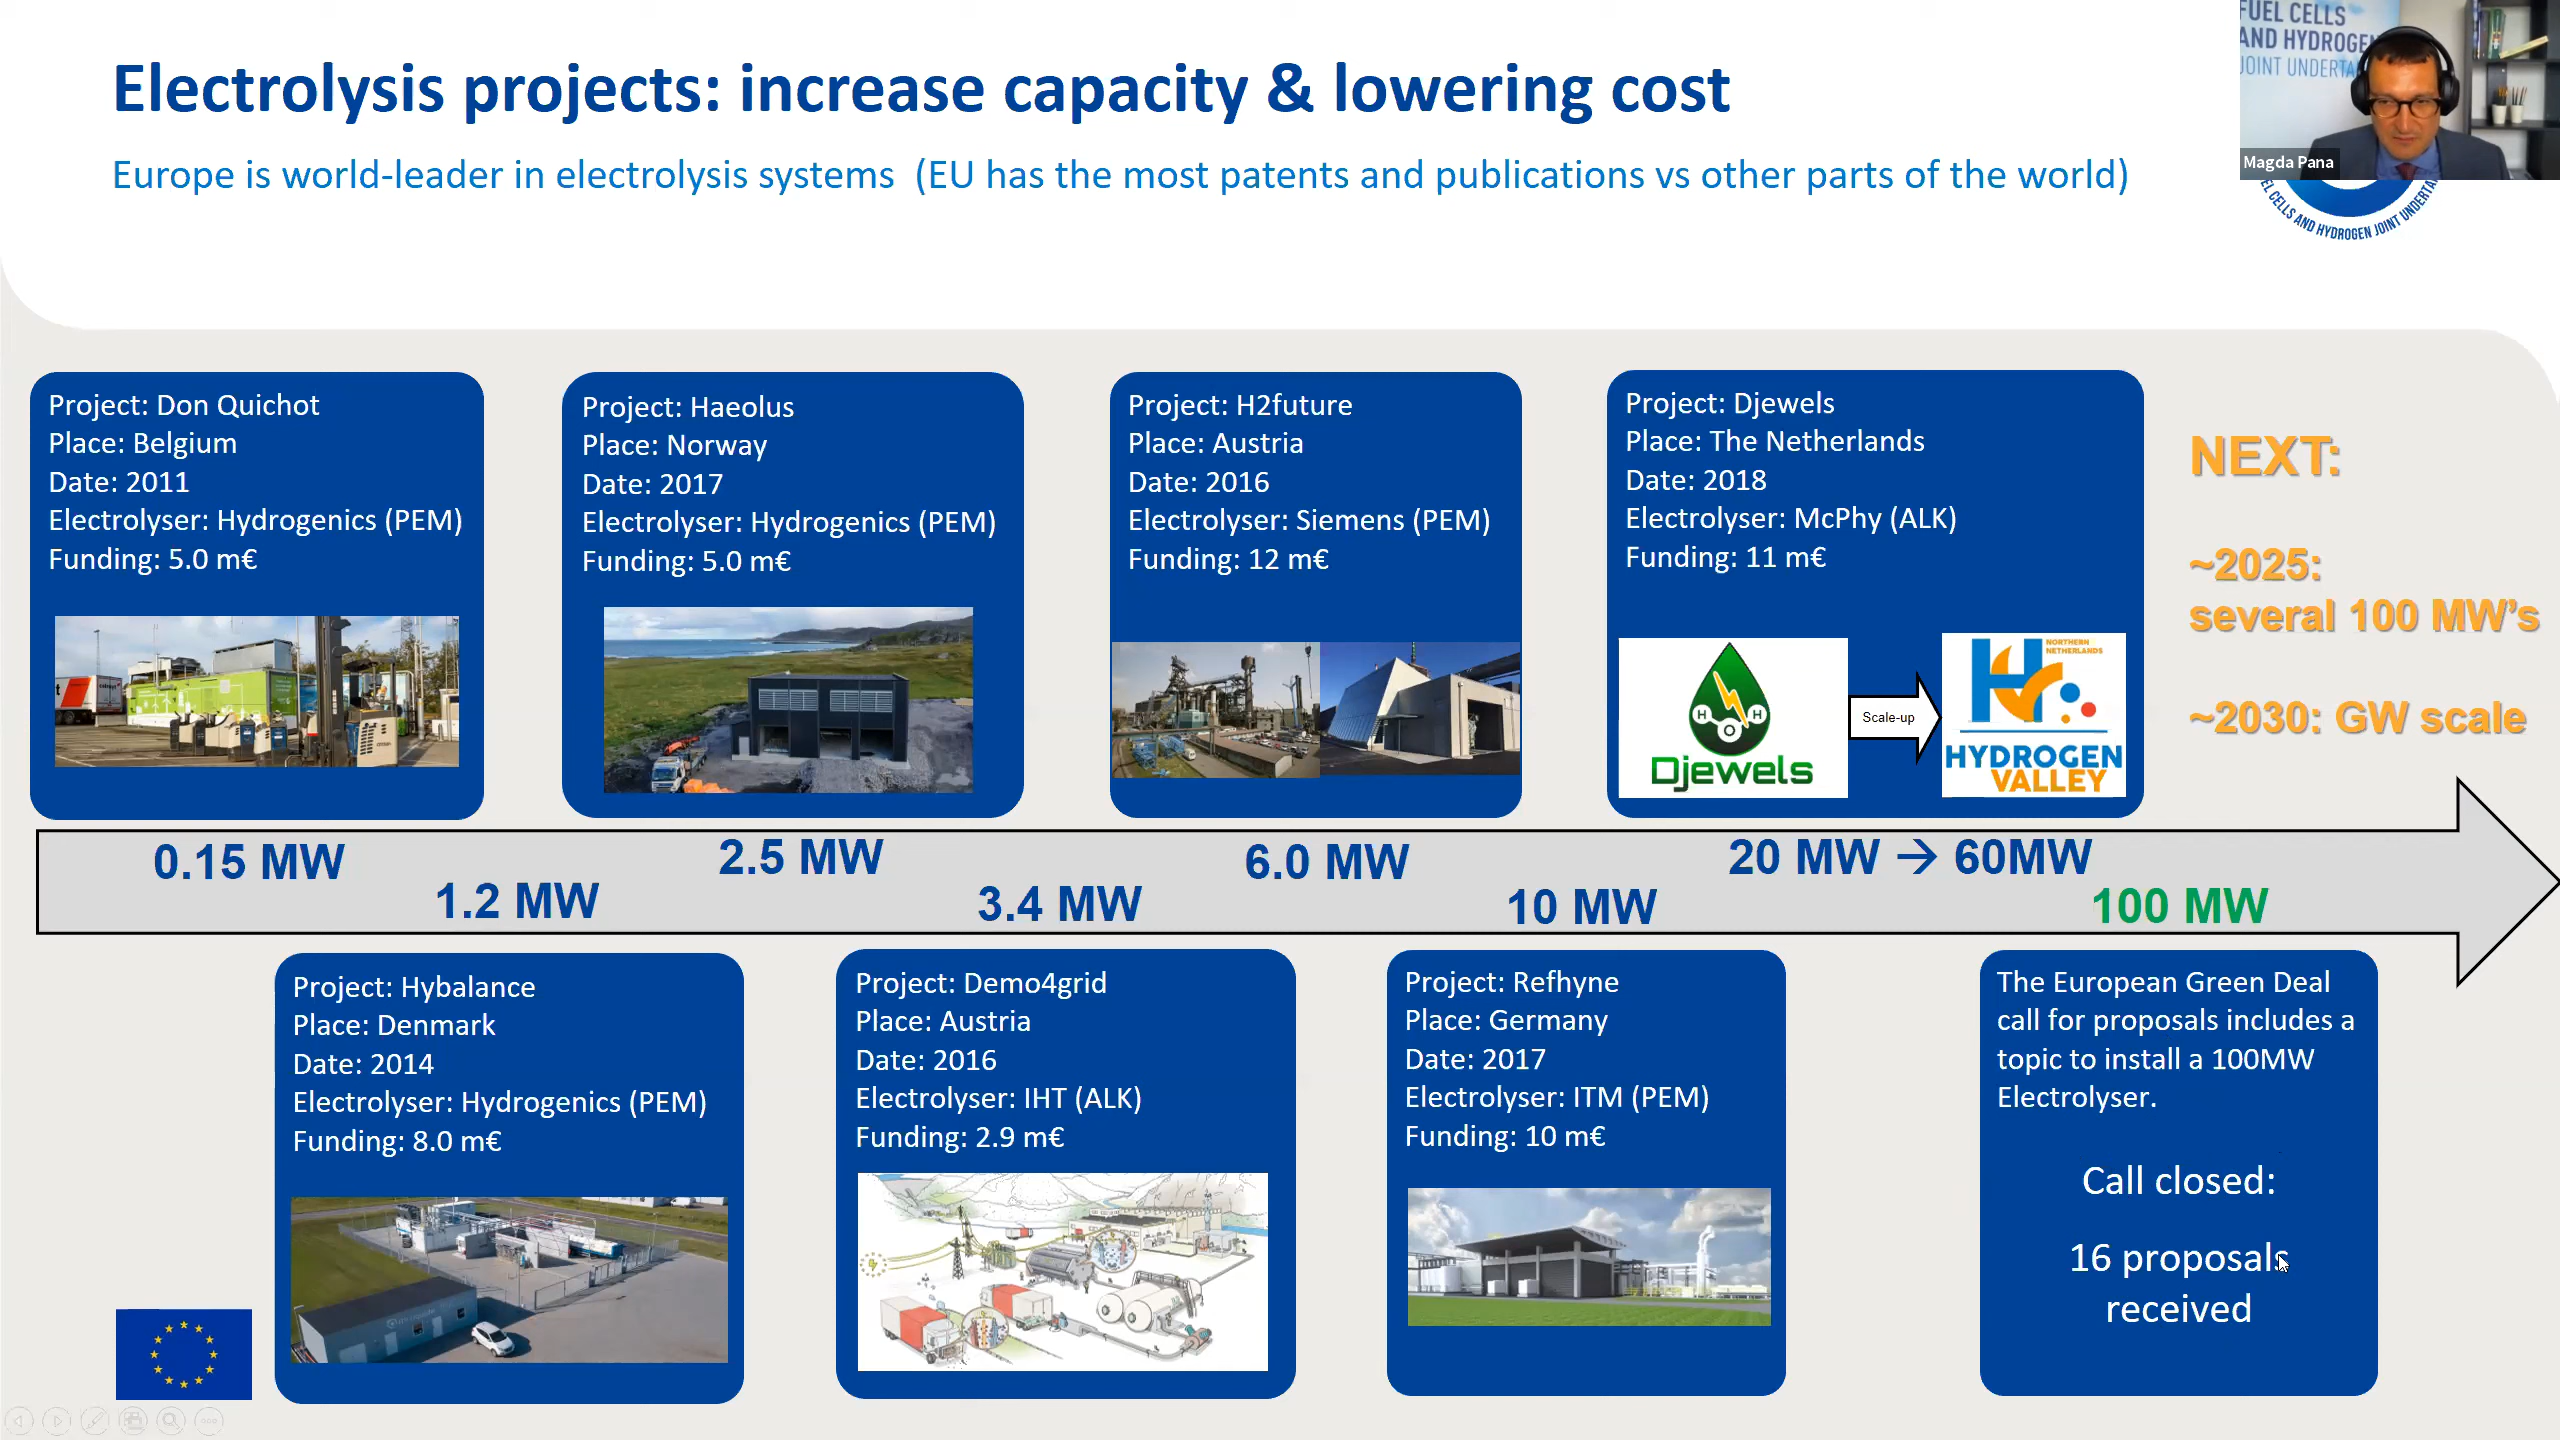 Electrolysis projects: increase capacity & lowering cost
Europe is world-leader in electrolysis systems (EU has the most patents and publications vs other parts of the world)
FUEL CELLS
AND HYDROGEN
JOINT UNDERTA
Magda Pana
EL CELLS AND HYDROGEN JOINT UNDERTA
Project: Don Quichot
Place: Belgium
Date: 2011
Electrolyser: Hydrogenics (PEM)
Funding: 5.0 m€
Project: Haeolus
Place: Norway
Date: 2017
Electrolyser: Hydrogenics (PEM)
Funding: 5.0 m€
Project: H2future
Place: Austria
Date: 2016
Electrolyser: Siemens (PEM)
Funding: 12 m€
Project: Djewels
Place: The Netherlands
Date: 2018
Electrolyser: McPhy (ALK)
Funding: 11 m€
H H
O
Djewels
Scale-up
NORTHERN
NETHERLANDS
HYDROGEN
VALLEY
NEXT:
~2025:
several 100 MW’s
~2030: GW scale
0.15 MW
1.2 MW
2.5 MW
3.4 MW
6.0 MW
10 MW
20 MW → 60MW
100 MW
Project: Hybalance
Place: Denmark
Date: 2014
Electrolyser: Hydrogenics (PEM)
Funding: 8.0 m€
Project: Demo4grid
Place: Austria
Date: 2016
Electrolyser: IHT (ALK)
Funding: 2.9 m€
Project: Refhyne
Place: Germany
Date: 2017
Electrolyser: ITM (PEM)
Funding: 10 m€
The European Green Deal
call for proposals includes a
topic to install a 100MW
Electrolyser.
Call closed:
16 proposals
received